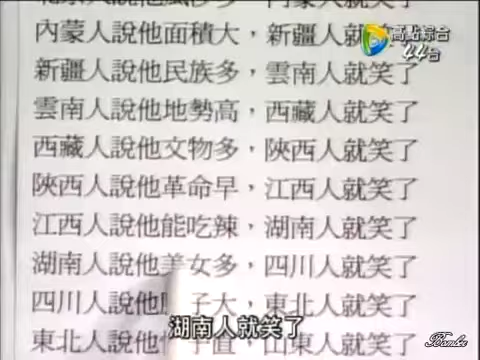 高點綜合
44台
內蒙人說他面積大，新疆人就笑了
新疆人說他民族多，雲南人就笑了
雲南人說他地勢高，西藏人就笑了
西藏人說他文物多，陝西人就笑了
陝西人說他革命早，江西人就笑了
江西人說他能吃辣，湖南人就笑了
湖南人說他美女多，四川人就笑了
四川人說他 子大，東北人就笑了
湖南人就笑了
東北人說他 直，山東人就笑了